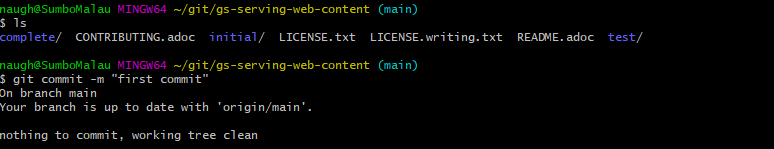 naugh@SumboMalau MINGW64 ~/git/gs-serving-web-content (main)
$ ls
complete/  CONTRIBUTING.adoc  initial/  LICENSE.txt  LICENSE.writing.txt  README.adoc  test/

naugh@SumboMalau MINGW64 ~/git/gs-serving-web-content (main)
$ git commit -m "first commit"
On branch main
Your branch is up to date with 'origin/main'.

nothing to commit, working tree clean